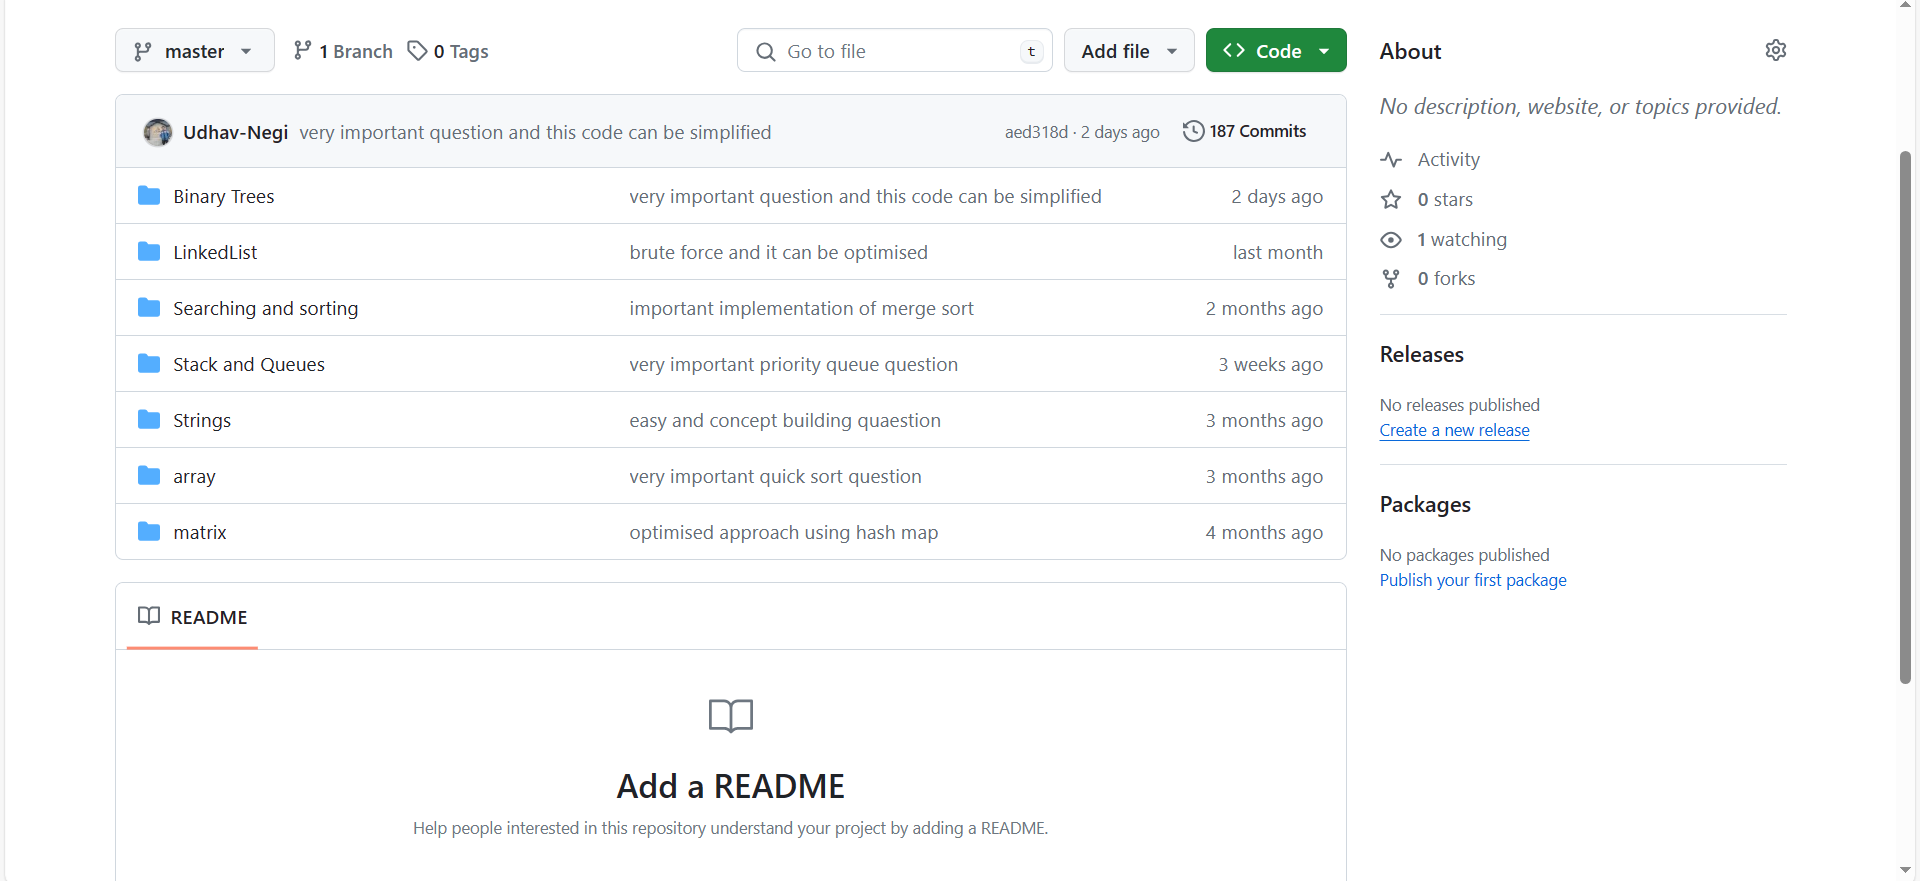 master 1 Branch 0 Tags Go to file t Add file Code
Udhav-Negi very important question and this code can be simplified aed318d · 2 days ago 187 Commits
Binary Trees very important question and this code can be simplified 2 days ago
LinkedList brute force and it can be optimised last month
Searching and sorting important implementation of merge sort 2 months ago
Stack and Queues very important priority queue question 3 weeks ago
Strings easy and concept building quaestion 3 months ago
array very important quick sort question 3 months ago
matrix optimised approach using hash map 4 months ago
README
Add a README
Help people interested in this repository understand your project by adding a README.
About
No description, website, or topics provided.
Activity
0 stars
1 watching
0 forks
Releases
No releases published
Create a new release
Packages
No packages published
Publish your first package